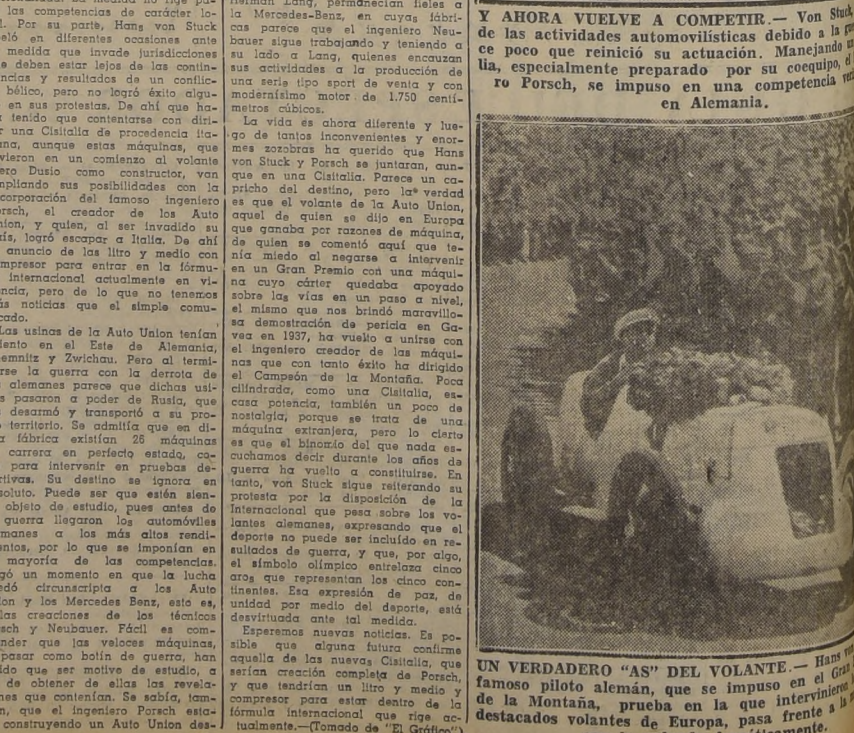 las competencias de carácter lo-
l. Por su parte, Hans von Stuck
eló en diferentes ocasiones ante
medida que invade jurisdicciones
e deben estar lejos de las contin-
ncias y resultados de un conflic-
bélico, pero no logró éxito algu-
en sus protestas. De ahí que ha-
tenido que contentarse con diri-
r una Cisitalia de procedencia ita-
na, aunque estas máquinas, que
vieron en un comienzo al volante
ero Dusio como constructor, van
mpliando sus posibilidades con la
corporación del famoso ingeniero
orsch, el creador de los Auto
nion, y quien, al ser invadido su
ís, logró escapar a Italia. De ahí
anuncio de las litro y medio con
mpresor para entrar en la fórmu-
internacional actualmente en vi-
ncia, pero de lo que no tenemos
ás noticias que el simple comu-
cado.
Las usinas de la Auto Union tenían
iento en el Este de Alemania,
emnitz y Zwichau. Pero al termi-
rse la guerra con la derrota de
alemanes parece que dichas usi-
s pasaron a poder de Rusia, que
desarmó y transportó a su pro-
territorio. Se admitía que en di-
a fábrica existían 26 máquinas
carrera en perfecto estado, co-
para intervenir en pruebas de-
rtivas. Su destino se ignora en
soluto. Puede ser que estén sien-
objeto de estudio, pues antes de
guerra llegaron los automóviles
manes a los más altos rendi-
entos, por lo que se imponían en
mayoría de las competencias.
gó un momento en que la lucha
edó circunscripta a los Auto
ion y los Mercedes Benz, esto es,
las creaciones de los técnicos
sch y Neubauer. Fácil es com-
nder que las veloces máquinas,
pasar como botín de guerra, han
ido que ser motivo de estudio, a
de obtener de ellas las revela-
nes que contenían. Se sabía, tam-
n, que el ingeniero Porsch esta-
construyendo un Auto Union des-
Herman Lang, permanecían fieles a
la Mercedes-Benz, en cuyas fábri-
cas parece que el ingeniero Neu-
bauer sigue trabajando y teniendo a
su lado a Lang, quienes encauzan
sus actividades a la producción de
una serie tipo sport de venta y con
modernísimo motor de 1.750 centí-
metros cúbicos.
La vida es ahora diferente y lue-
go de tantos inconvenientes y enor-
mes zozobras ha querido que Hans
von Stuck y Porsch se juntaran, aun-
que en una Cisitalia. Parece un ca-
pricho del destino, pero la verdad
es que el volante de la Auto Union,
aquel de quien se dijo en Europa
que ganaba por razones de máquina,
de quien se comentó aquí que te-
nía miedo al negarse a intervenir
en un Gran Premio con una máqui-
na cuyo cárter quedaba apoyado
sobre las vías en un paso a nivel,
el mismo que nos brindó maravillo-
sa demostración de pericia en Ga-
vea en 1937, ha vuelto a unirse con
el ingeniero creador de las máqui-
nas que con tanto éxito ha dirigido
el Campeón de la Montaña. Poca
cilindrada, como una Cisitalia, es-
casa potencia, también un poco de
nostalgia, porque se trata de una
máquina extranjera, pero lo cierto
es que el binomio del que nada es-
cuchamos decir durante los años de
guerra ha vuelto a constituirse. En
tanto, von Stuck sigue reiterando su
protesta por la disposición de la
Internacional que pesa sobre los vo-
lantes alemanes, expresando que el
deporte no puede ser incluído en re-
sultados de guerra, y que, por algo,
el símbolo olímpico entrelaza cinco
aros que representan los cinco con-
tinentes. Esa expresión de paz, de
unidad por medio del deporte, está
desvirtuada ante tal medida.
Esperemos nuevas noticias. Es po-
sible que alguna futura confirme
aquella de las nuevas Cisitalia, que
serían creación completa de Porsch,
y que tendrían un litro y medio y
compresor para estar dentro de la
fórmula internacional que rige ac-
tualmente.—(Tomado de "El Gráfico")
Y AHORA VUELVE A COMPETIR.— Von Stuck,
de las actividades automovilísticas debido a la
ce poco que reinició su actuación. Manejando
lia, especialmente preparado por su coequipo, el
ro Porsch, se impuso en una competencia
en Alemania.
UN VERDADERO "AS" DEL VOLANTE.— Hans von
famoso piloto alemán, que se impuso en el Gran
de la Montaña, prueba en la que intervinieron
destacados volantes de Europa, pasa frente a la